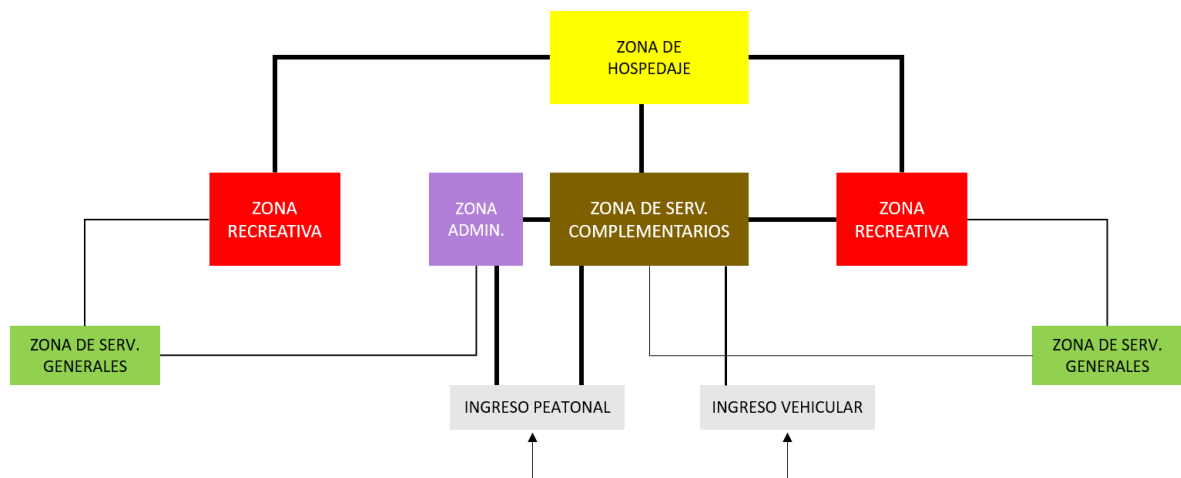 ZONA DE
HOSPEDAJE
ZONA
RECREATIVA
ZONA
ADMIN.
ZONA DE SERV.
COMPLEMENTARIOS
ZONA
RECREATIVA
ZONA DE SERV.
GENERALES
ZONA DE SERV.
GENERALES
INGRESO PEATONAL
INGRESO VEHICULAR